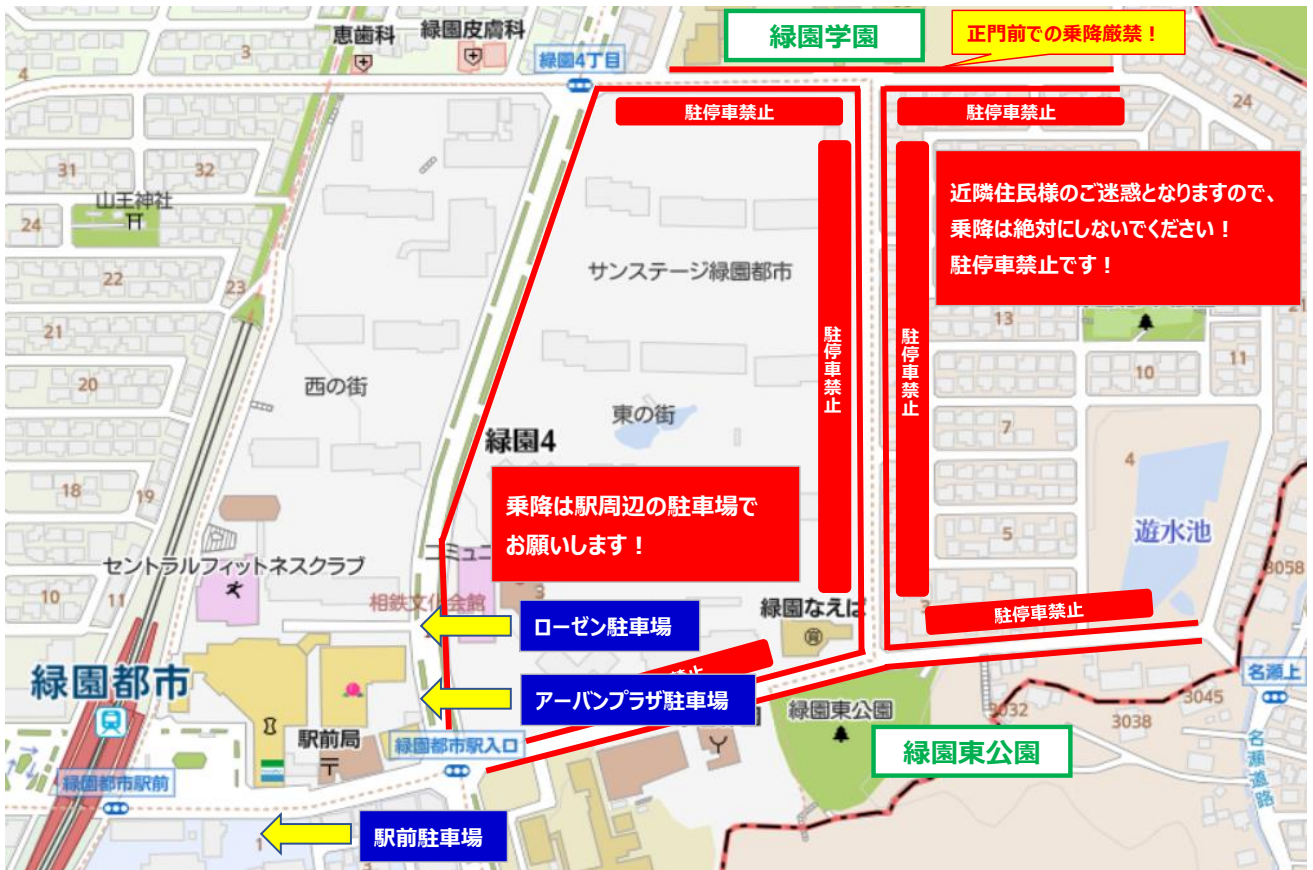 恵歯科
緑園皮膚科
緑園学園
正門前での乗降厳禁！
緑園4丁目
3
4
24
駐停車禁止
駐停車禁止
31
32
山王神社
24
近隣住民様のご迷惑となりますので、
乗降は絶対にしないでください！
駐停車禁止です！
サンステージ緑園都市
22
23
21
13
駐停車禁止
駐停車禁止
11
20
西の街
10
東の街
7
緑園4
4
18
19
乗降は駅周辺の駐車場で
お願いします！
5
遊水池
コミュニ
セントラルフィットネスクラブ
3058
10
11
相鉄文化会館
3
緑園なえば
駐停車禁止
ローゼン駐車場
緑園都市
禁止
名瀬上
アーバンプラザ駐車場
3045
緑園東公園
3032
3038
駅前局
緑園都市駅入口
緑園東公園
名瀬道路
緑園都市駅前
1
駅前駐車場